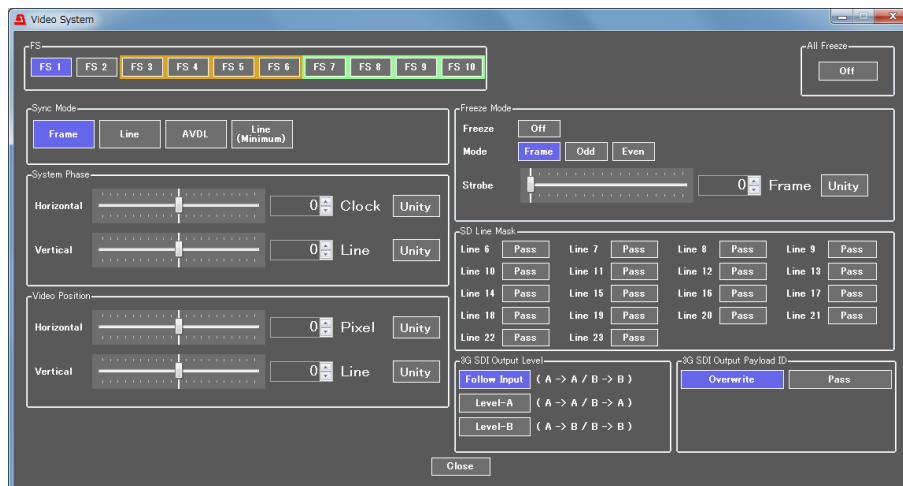 Video System
FS
FS 1 FS 2 FS 3 FS 4 FS 5 FS 6 FS 7 FS 8 FS 9 FS 10
All Freeze
Off
Sync Mode
Frame Line AVDL Line (Minimum)
System Phase
Horizontal 0 Clock Unity
Vertical 0 Line Unity
Video Position
Horizontal 0 Pixel Unity
Vertical 0 Line Unity
Freeze Mode
Freeze Off
Mode Frame Odd Even
Strobe 0 Frame Unity
SD Line Mask
Line 6 Pass Line 7 Pass Line 8 Pass Line 9 Pass
Line 10 Pass Line 11 Pass Line 12 Pass Line 13 Pass
Line 14 Pass Line 15 Pass Line 16 Pass Line 17 Pass
Line 18 Pass Line 19 Pass Line 20 Pass Line 21 Pass
Line 22 Pass Line 23 Pass
3G SDI Output Level
Follow Input ( A -> A / B -> B )
Level-A ( A -> A / B -> A )
Level-B ( A -> B / B -> B )
3G SDI Output Payload ID
Overwrite Pass
Close